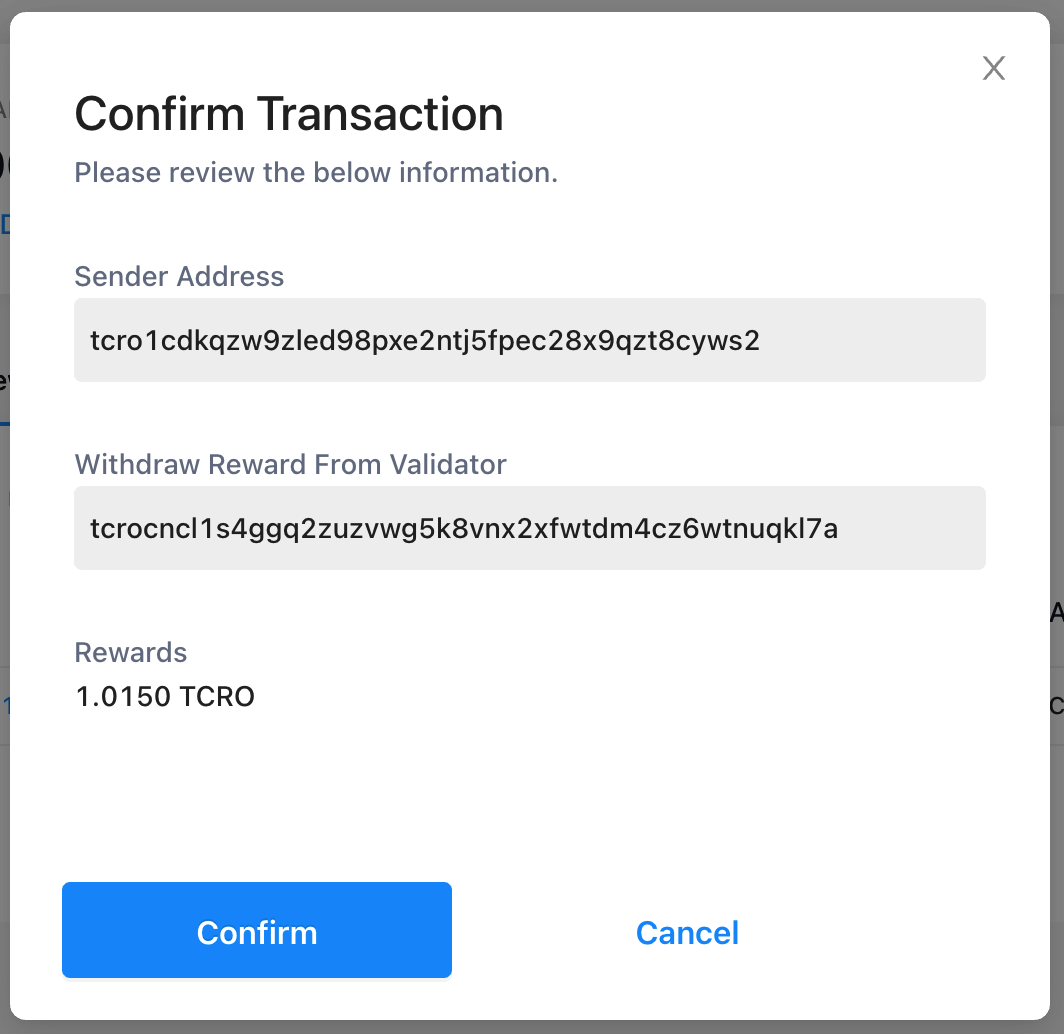 X
Confirm Transaction
Please review the below information.
Sender Address
tcro1cdkqzw9zled98pxe2ntj5fpec28x9qzt8cyws2
Withdraw Reward From Validator
tcrocncl1s4ggq2zuzvwg5k8vnx2xfwtdm4cz6wtnuqkl7a
Rewards
1.0150 TCRO
Confirm
Cancel